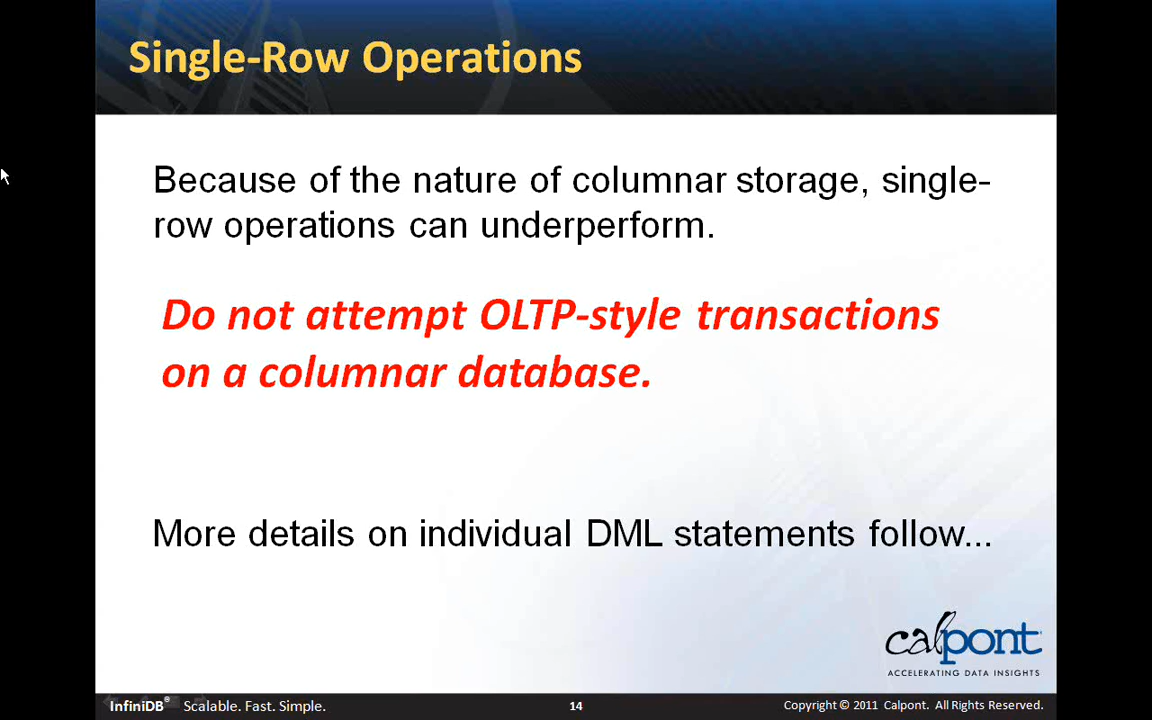 Single-Row Operations
Because of the nature of columnar storage, single-
row operations can underperform.
Do not attempt OLTP-style transactions
on a columnar database.
More details on individual DML statements follow...
calpont
ACCELERATING DATA INSIGHTS
InfiniDB® Scalable. Fast. Simple. 14 Copyright © 2011 Calpont. All Rights Reserved.